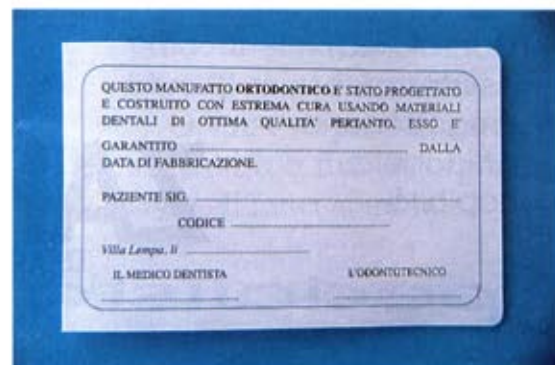 QUESTO MANUFATTO ORTODONTICO E' STATO PROGETTATO
E COSTRUITO CON ESTREMA CURA USANDO MATERIALI
DENTALI DI OTTIMA QUALITA' PERTANTO, ESSO E'
GARANTITO DALLA
DATA DI FABBRICAZIONE.
PAZIENTE SIG.
CODICE
Villa Lempa, li
IL MEDICO DENTISTA L'ODONTOTECNICO